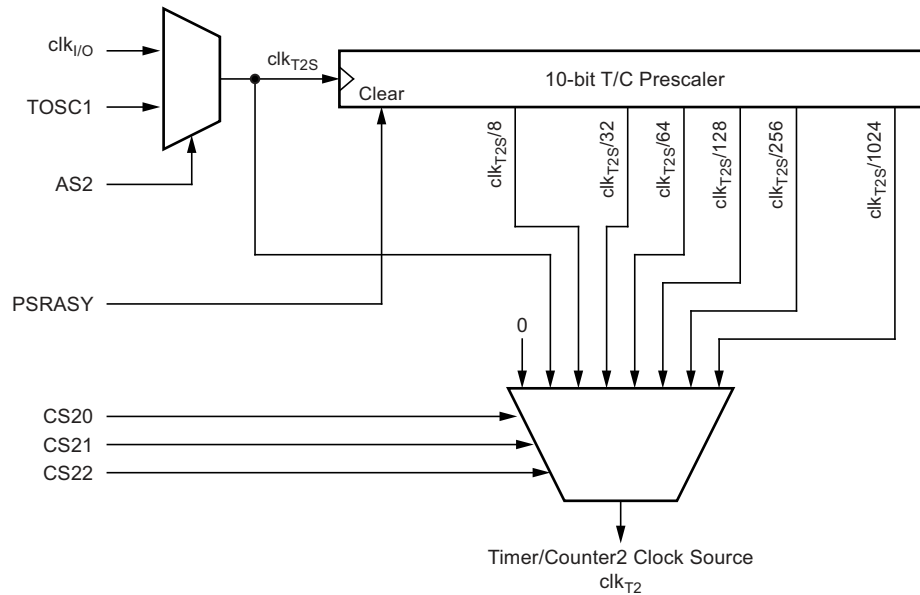 clkI/O
clkT2S
10-bit T/C Prescaler
TOSC1
Clear
clkT2S/8
clkT2S/32
clkT2S/64
clkT2S/128
clkT2S/256
clkT2S/1024
AS2
PSRASY
0
CS20
CS21
CS22
Timer/Counter2 Clock Source
clkT2